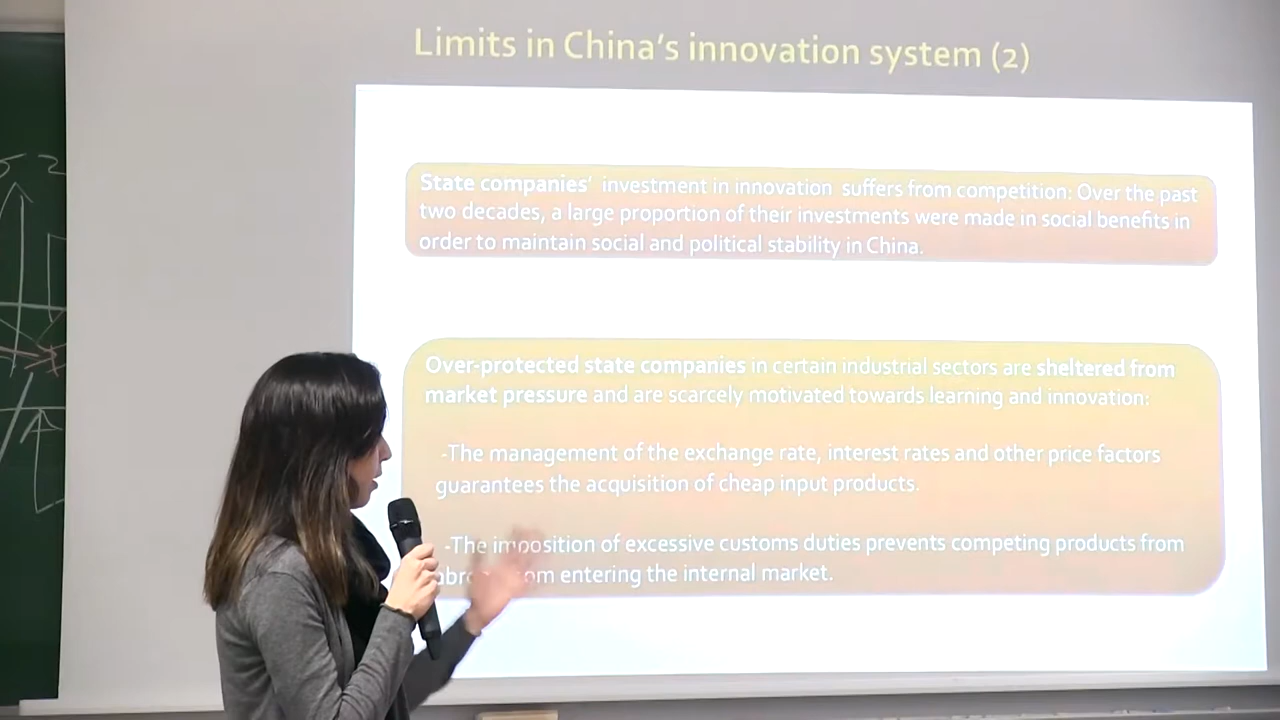 Limits in China's innovation system (2)
State companies' investment in innovation suffers from competition: Over the past
two decades, a large proportion of their investments were made in social benefits in
order to maintain social and political stability in China.
Over-protected state companies in certain industrial sectors are sheltered from
market pressure and are scarcely motivated towards learning and innovation:
-The management of the exchange rate, interest rates and other price factors
guarantees the acquisition of cheap input products.
-The imposition of excessive customs duties prevents competing products from
entering the internal market.